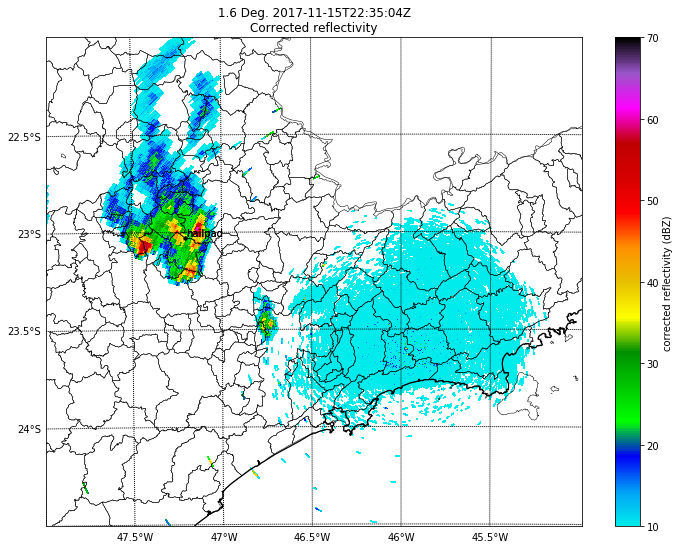 1.6 Deg. 2017-11-15T22:35:04Z
Corrected reflectivity
22.5°S
23°S
23.5°S
24°S
47.5°W
47°W
46.5°W
46°W
45.5°W
70
60
50
40
30
20
10
corrected reflectivity (dBZ)